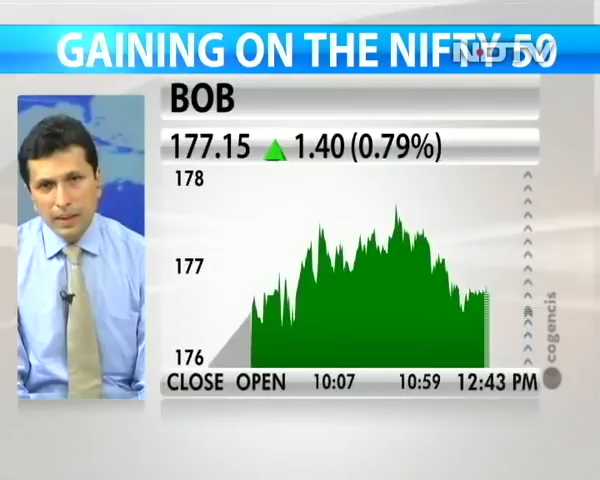 GAINING ON THE NIFTY 50
NDTV
BOB
177.15 ▲ 1.40 (0.79%)
178
177
176
CLOSE OPEN 10:07 10:59 12:43 PM
cogencis